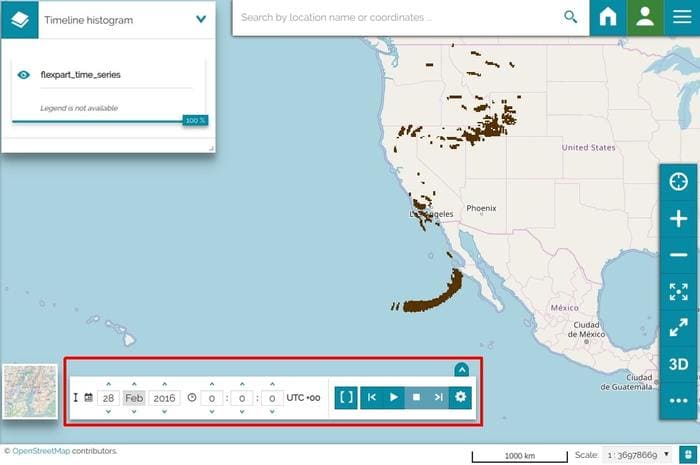 Timeline histogram
Search by location name or coordinates ...
flexpart_time_series
Legend is not available
100 %
United States
Los Angeles
Phoenix
México
Ciudad
de México
Ciudad
de Guatemala
3D
28 Feb 2016 0 : 0 : 0 UTC +00
© OpenStreetMap contributors.
1000 km
Scale: 1 : 36978669